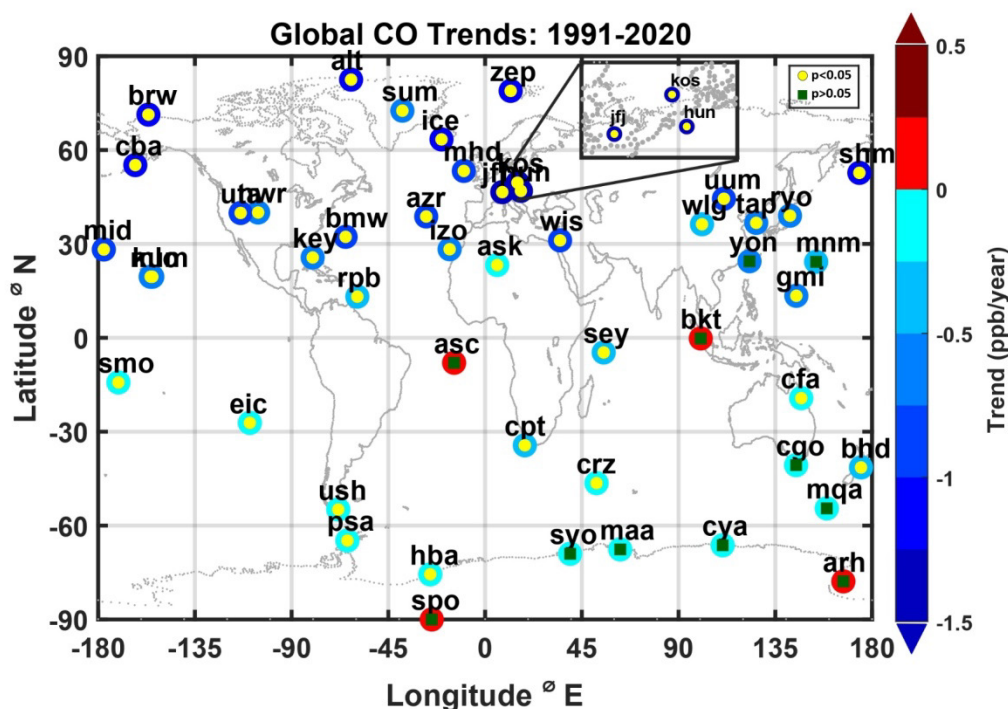 Global CO Trends: 1991-2020
0.5
90
alt
zep
p<0.05
brw
sum
kos
p>0.05
ice
jfj
hun
cba
mhd
kos
shm
60
jfj
uta
nwr
azr
uum
ryo
wlg
tap
bmw
wis
0
mid
key
izo
ask
yon
mnm
30
rpb
gmi
Latitude ø N
0
asc
sey
bkt
-0.5
Trend (ppb/year)
smo
cfa
eic
-30
cpt
cgo
bhd
crz
mqa
-1
ush
-60
psa
syo
maa
cya
hba
arh
spo
-90
-1.5
-180
-135
-90
-45
0
45
90
135
180
Longitude ø E